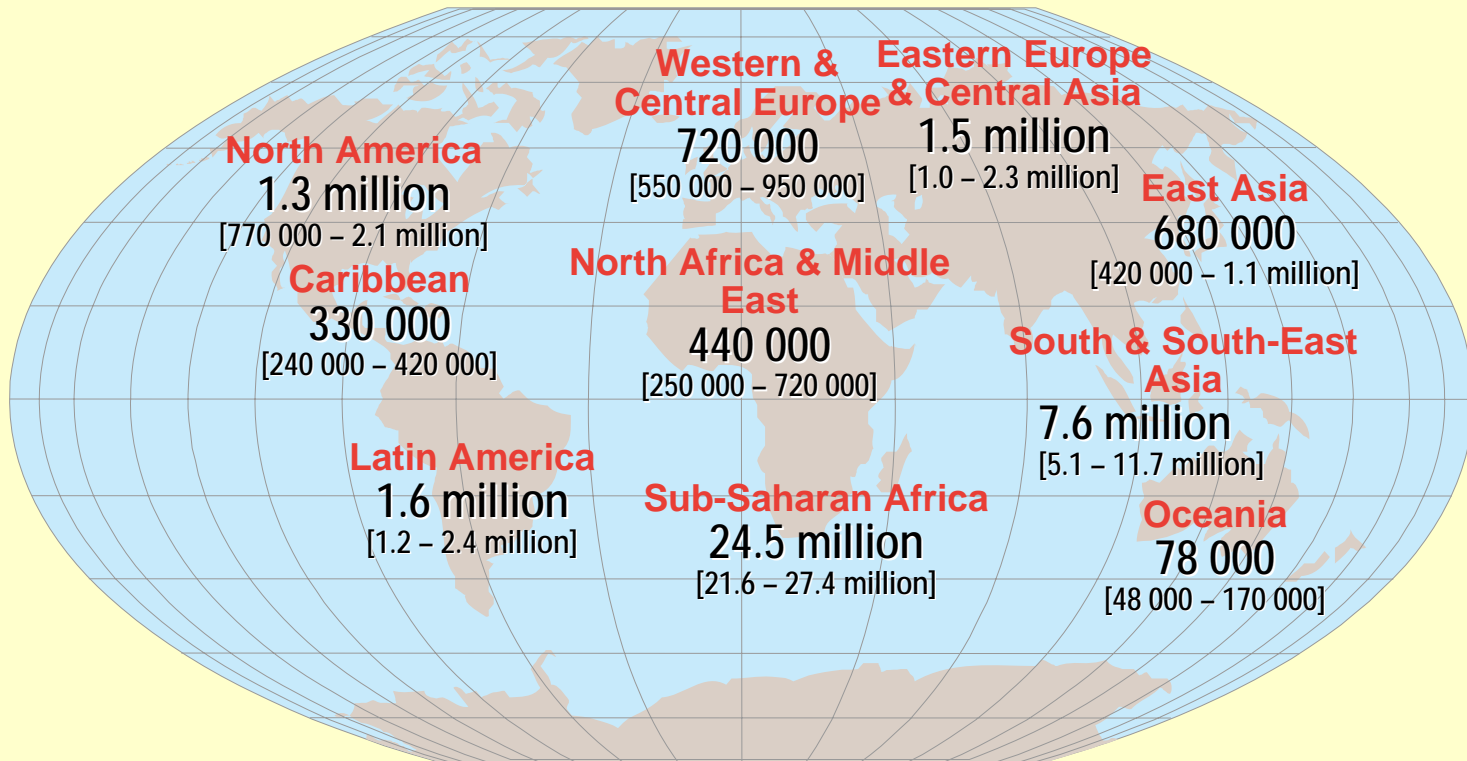 Western &
Central Europe
720 000
[550 000 – 950 000]
Eastern Europe
& Central Asia
1.5 million
[1.0 – 2.3 million]
North America
1.3 million
[770 000 – 2.1 million]
East Asia
680 000
[420 000 – 1.1 million]
Caribbean
330 000
[240 000 – 420 000]
North Africa & Middle
East
440 000
[250 000 – 720 000]
South & South-East
Asia
7.6 million
[5.1 – 11.7 million]
Latin America
1.6 million
[1.2 – 2.4 million]
Sub-Saharan Africa
24.5 million
[21.6 – 27.4 million]
Oceania
78 000
[48 000 – 170 000]